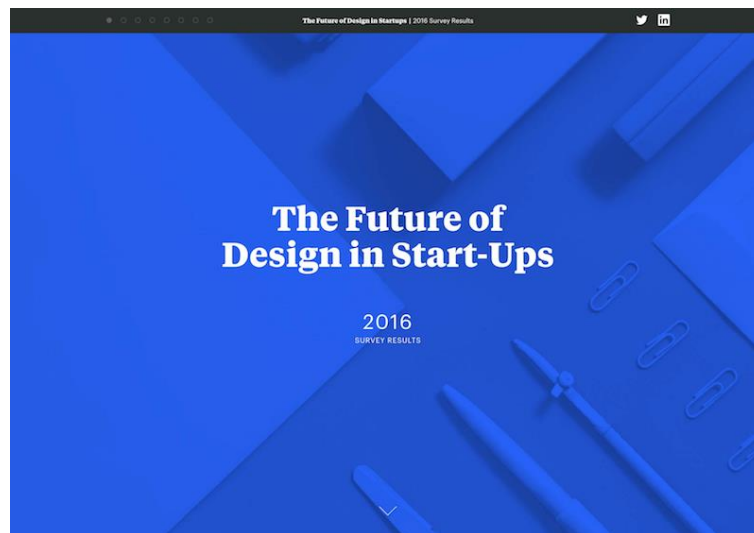 The Future of Design in Startups | 2016 Survey Results
in
The Future of
Design in Start-Ups
2016
SURVEY RESULTS